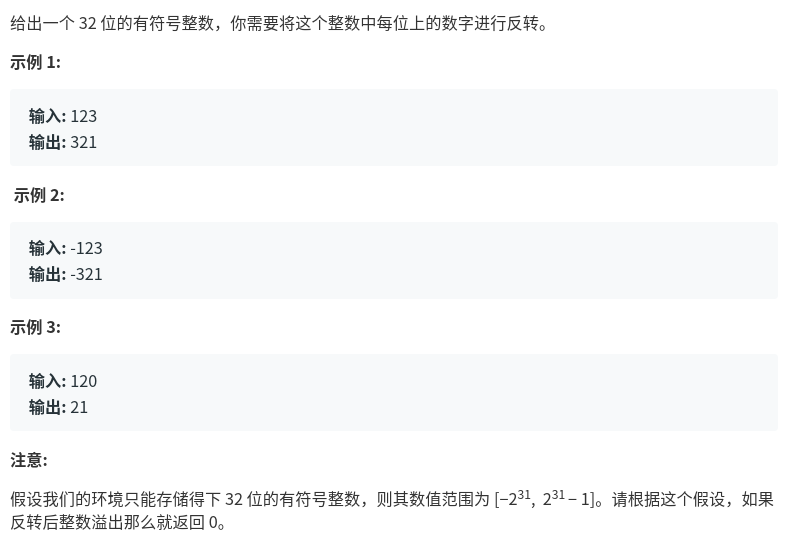 给出一个 32 位的有符号整数，你需要将这个整数中每位上的数字进行反转。
示例 1:
输入: 123
输出: 321
示例 2:
输入: -123
输出: -321
示例 3:
输入: 120
输出: 21
注意:
假设我们的环境只能存储得下 32 位的有符号整数，则其数值范围为 [−2³¹, 2³¹ − 1]。请根据这个假设，如果
反转后整数溢出那么就返回 0。